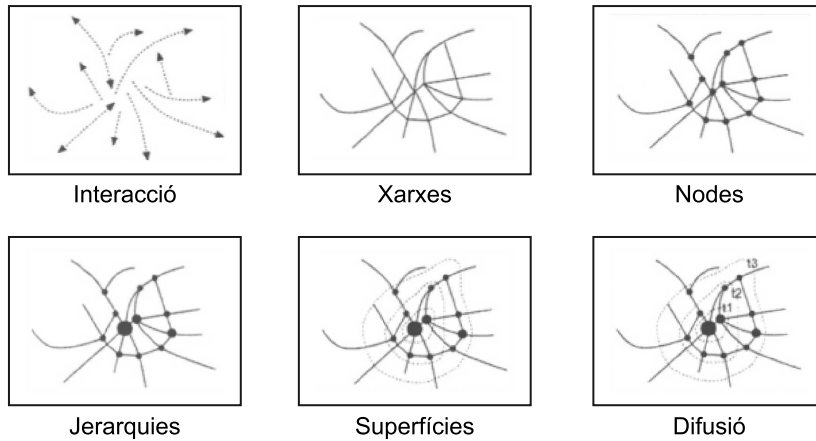 Interacció
Xarxes
Nodes
Jerarquies
Superfícies
t3
t2
t1
Difusió